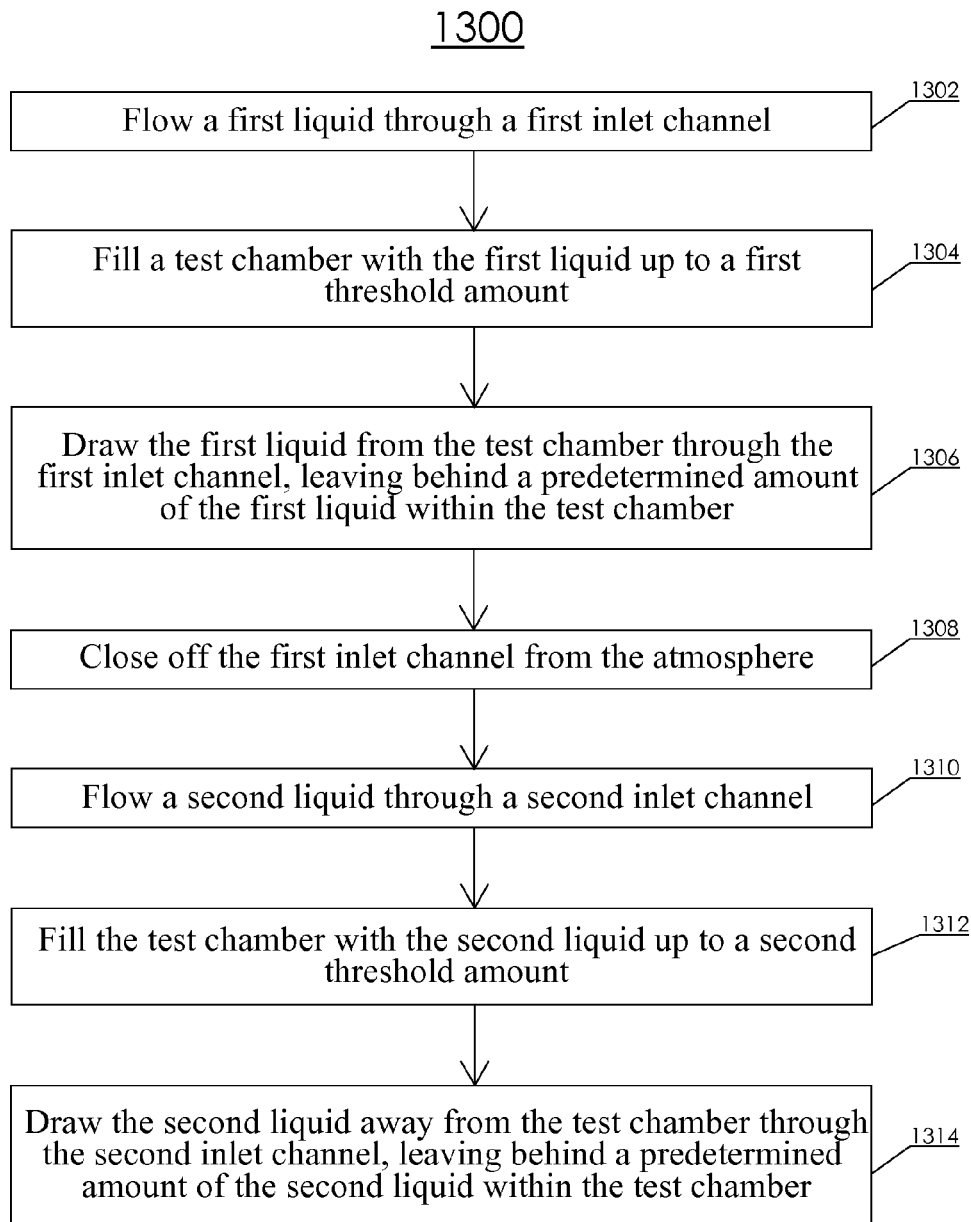 1300
1302
Flow a first liquid through a first inlet channel
1304
Fill a test chamber with the first liquid up to a first
threshold amount
1306
Draw the first liquid from the test chamber through the
first inlet channel, leaving behind a predetermined amount
of the first liquid within the test chamber
1308
Close off the first inlet channel from the atmosphere
1310
Flow a second liquid through a second inlet channel
1312
Fill the test chamber with the second liquid up to a second
threshold amount
1314
Draw the second liquid away from the test chamber through
the second inlet channel, leaving behind a predetermined
amount of the second liquid within the test chamber